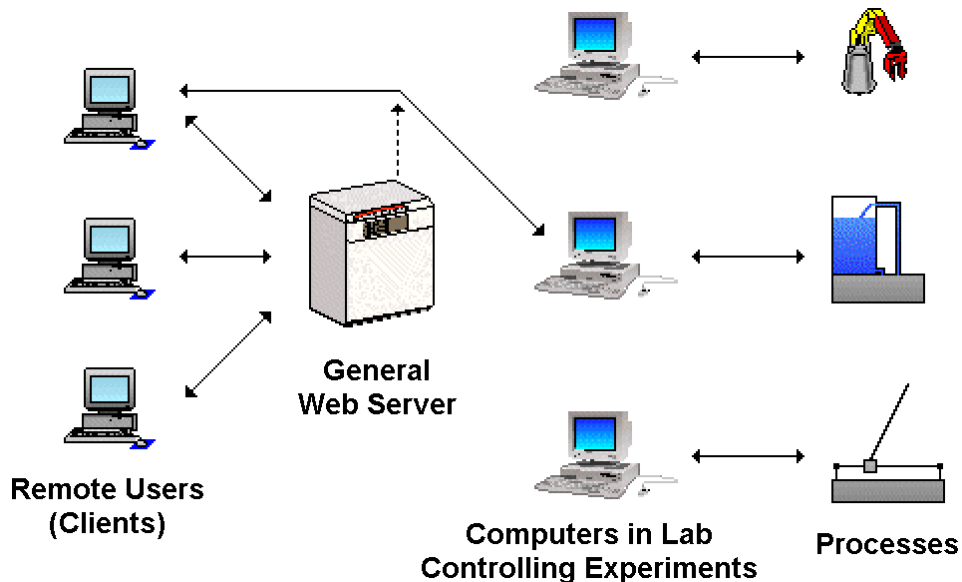 General
Web Server
Remote Users
(Clients)
Computers in Lab
Controlling Experiments
Processes